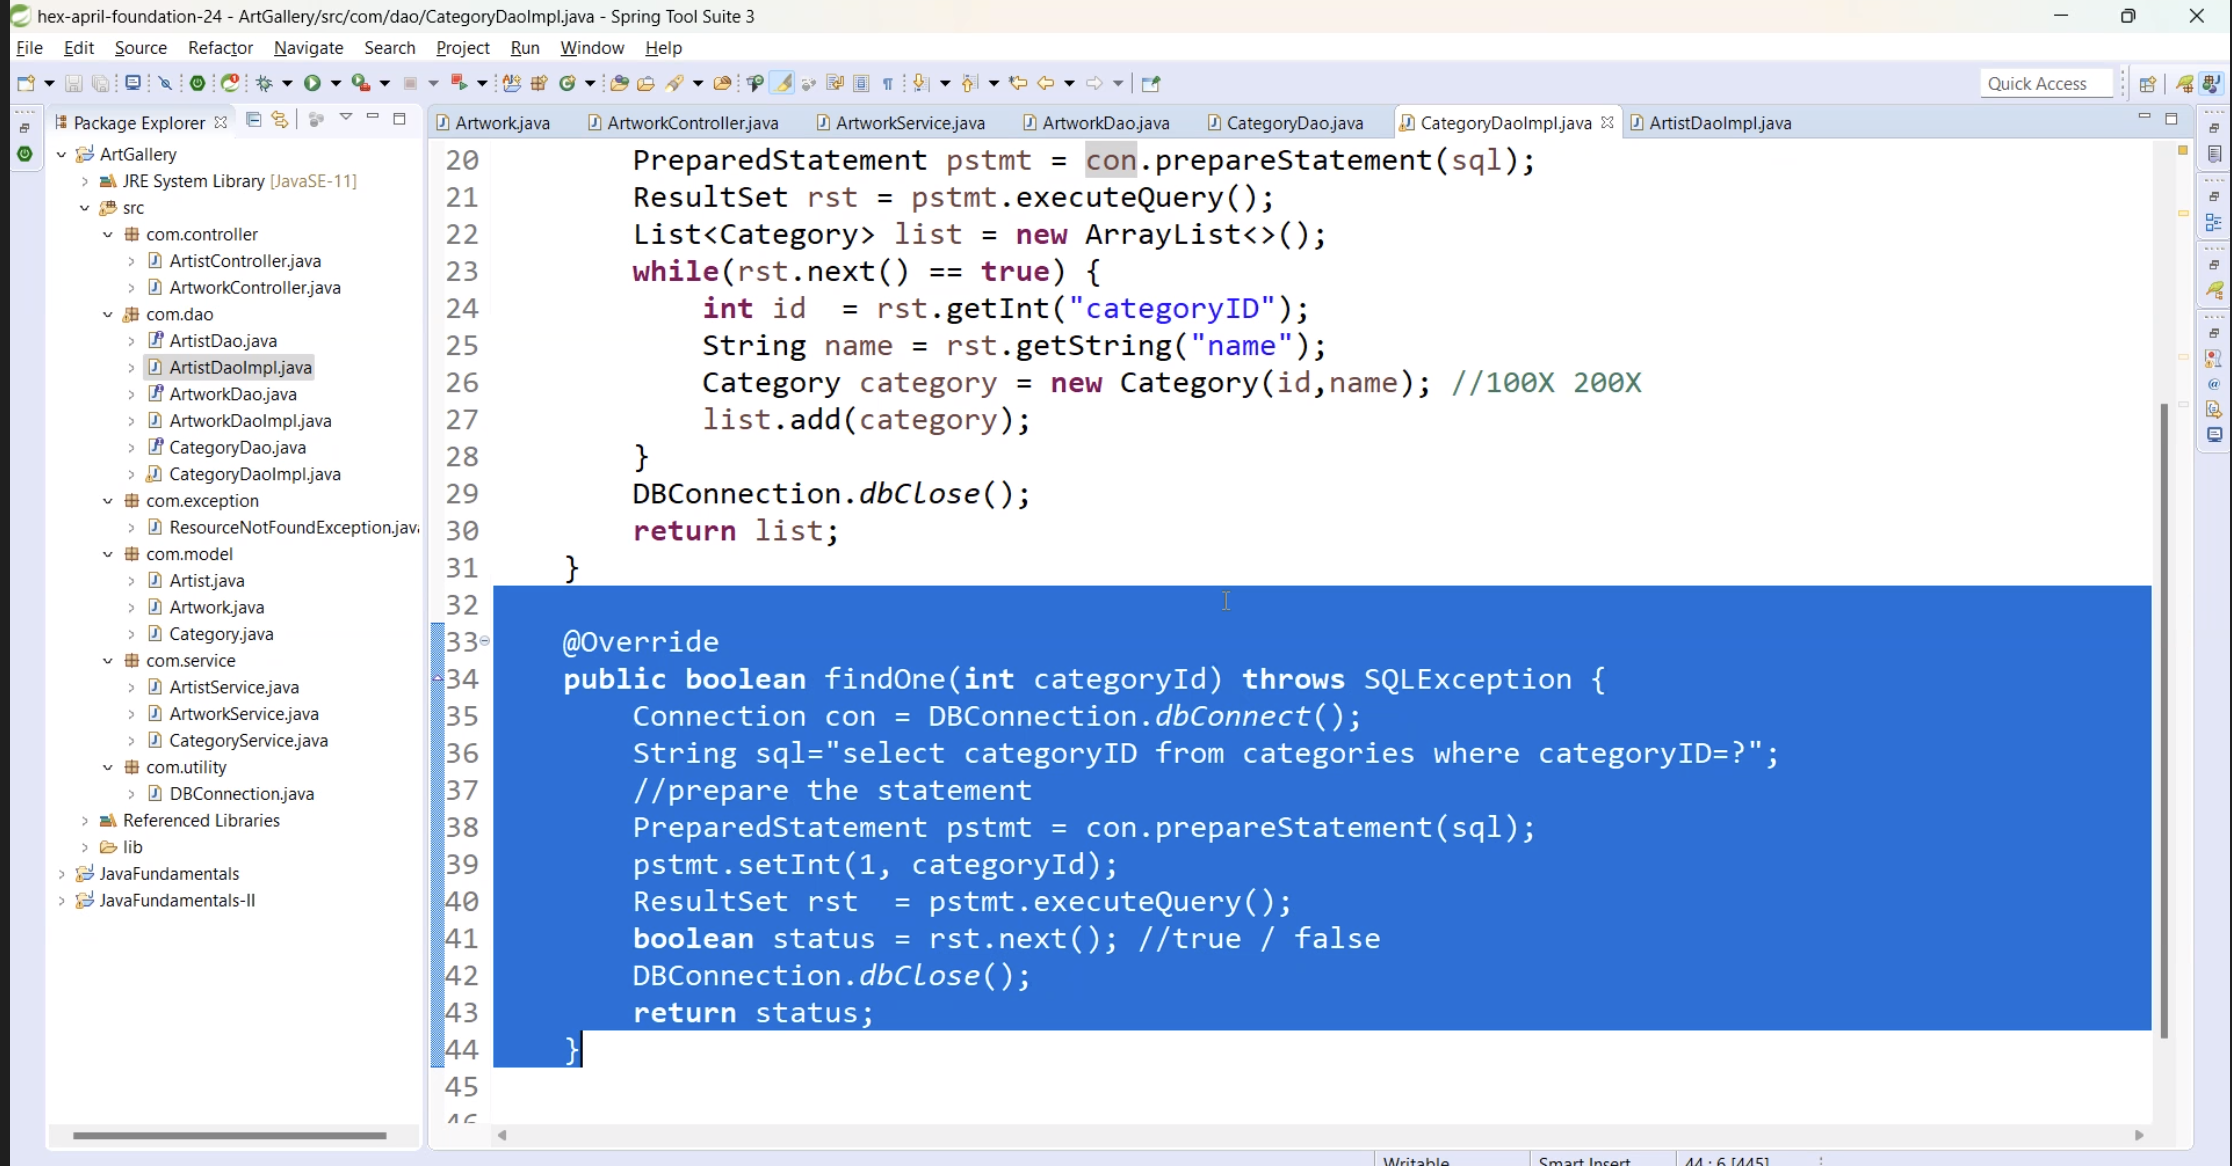 hex-april-foundation-24 - ArtGallery/src/com/dao/CategoryDaoImpl.java - Spring Tool Suite 3
File Edit Source Refactor Navigate Search Project Run Window Help
Quick Access
Package Explorer
ArtGallery
JRE System Library [JavaSE-11]
src
com.controller
ArtistController.java
ArtworkController.java
com.dao
ArtistDao.java
ArtistDaoImpl.java
ArtworkDao.java
ArtworkDaoImpl.java
CategoryDao.java
CategoryDaoImpl.java
com.exception
ResourceNotFoundException.java
com.model
Artist.java
Artwork.java
Category.java
com.service
ArtistService.java
ArtworkService.java
CategoryService.java
com.utility
DBConnection.java
Referenced Libraries
lib
JavaFundamentals
JavaFundamentals-II
Artwork.java ArtworkController.java ArtworkService.java ArtworkDao.java CategoryDao.java CategoryDaoImpl.java ArtistDaoImpl.java
20 PreparedStatement pstmt = con.prepareStatement(sql);
21 ResultSet rst = pstmt.executeQuery();
22 List<Category> list = new ArrayList<>();
23 while(rst.next() == true) {
24 int id  = rst.getInt("categoryID");
25 String name = rst.getString("name");
26 Category category = new Category(id,name); //100X 200X
27 list.add(category);
28 }
29 DBConnection.dbClose();
30 return list;
31 }
32
33 @Override
34 public boolean findOne(int categoryId) throws SQLException {
35 Connection con = DBConnection.dbConnect();
36 String sql="select categoryID from categories where categoryID=?";
37 //prepare the statement
38 PreparedStatement pstmt = con.prepareStatement(sql);
39 pstmt.setInt(1, categoryId);
40 ResultSet rst  = pstmt.executeQuery();
41 boolean status = rst.next(); //true / false
42 DBConnection.dbClose();
43 return status;
44 }
45
46
Writable Smart Insert 44 : 6 [445]